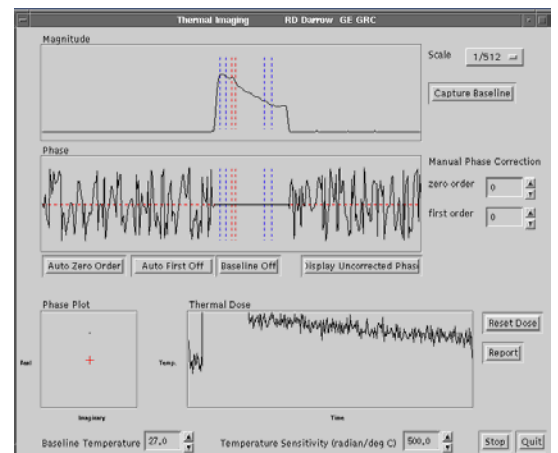 Thermal Imaging RD Darrow GE GRC
Magnitude
Scale 1/512
Capture Baseline
Phase
Manual Phase Correction
zero order 0
first order 0
Auto Zero Order Auto First Off Baseline Off Display Uncorrected Phase
Phase Plot Thermal Dose
Reset Dose
Real Temp.
Report
Imaginary Time
Baseline Temperature 27.0 Temperature Sensitivity (radian/deg C) 500.0 Stop Quit